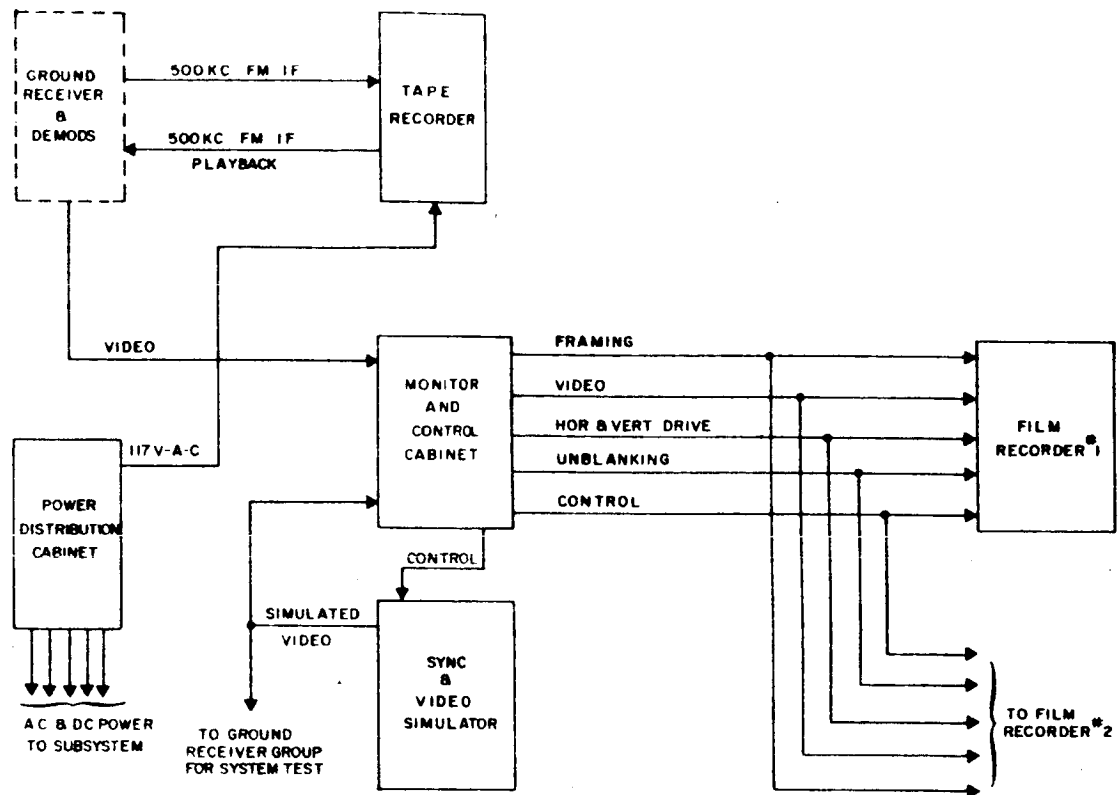 GROUND
RECEIVER
&
DEMODS
500KC FM IF
500KC FM IF
PLAYBACK
TAPE
RECORDER
VIDEO
MONITOR
AND
CONTROL
CABINET
FRAMING
VIDEO
HOR & VERT DRIVE
UNBLANKING
CONTROL
FILM
RECORDER #1
117V-A-C
POWER
DISTRIBUTION
CABINET
CONTROL
SIMULATED
VIDEO
SYNC
&
VIDEO
SIMULATOR
AC & DC POWER
TO SUBSYSTEM
TO GROUND
RECEIVER GROUP
FOR SYSTEM TEST
TO FILM
RECORDER #2